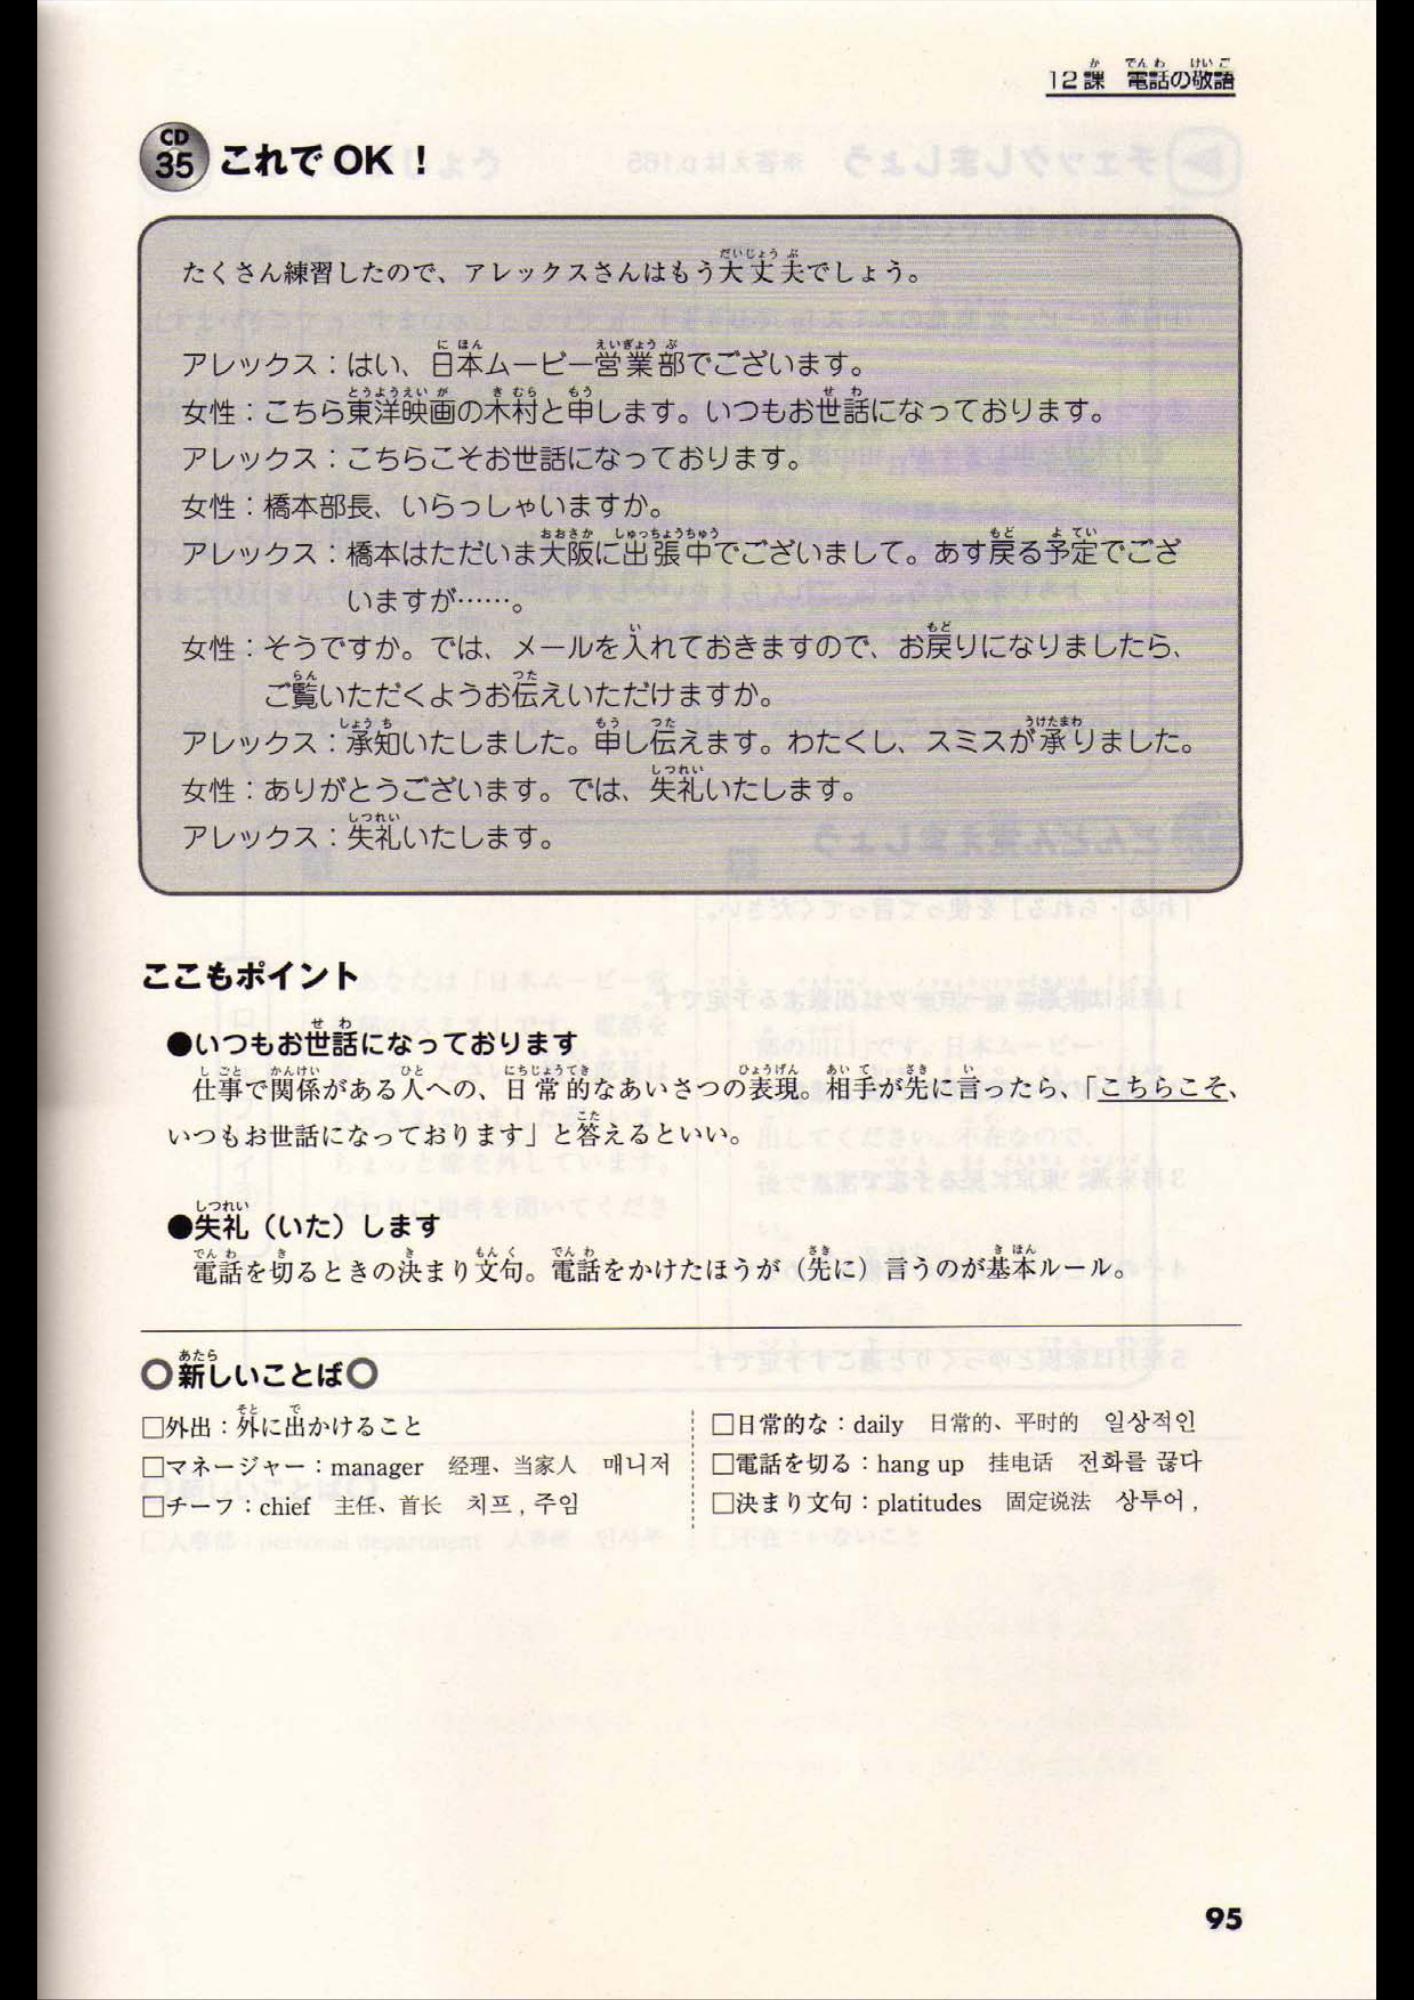 12課　電話の敬語
CD 35 これで OK！
たくさん練習したので、アレックスさんはもう大丈夫でしょう。
アレックス：はい、日本ムービー営業部でございます。
女性：こちら東洋映画の木村と申します。いつもお世話になっております。
アレックス：こちらこそお世話になっております。
女性：橋本部長、いらっしゃいますか。
アレックス：橋本はただいま大阪に出張中でございまして。あす戻る予定でござ
いますが……。
女性：そうですか。では、メールを入れておきますので、お戻りになりましたら、
ご覧いただくようお伝えいただけますか。
アレックス：承知いたしました。申し伝えます。わたくし、スミスが承りました。
女性：ありがとうございます。では、失礼いたします。
アレックス：失礼いたします。
ここもポイント
●いつもお世話になっております
仕事で関係がある人への、日常的なあいさつの表現。相手が先に言ったら、「こちらこそ、
いつもお世話になっております」と答えるといい。
●失礼（いた）します
電話を切るときの決まり文句。電話をかけたほうが（先に）言うのが基本ルール。
○新しいことば○
□外出：外に出かけること
□マネージャー：manager　经理、当家人　매니저
□チーフ：chief　主任、首长　치프 , 주임
□日常的な：daily　日常的、平时的　일상적인
□電話を切る：hang up　挂电话　전화를 끊다
□決まり文句：platitudes　固定说法　상투어 ,
95